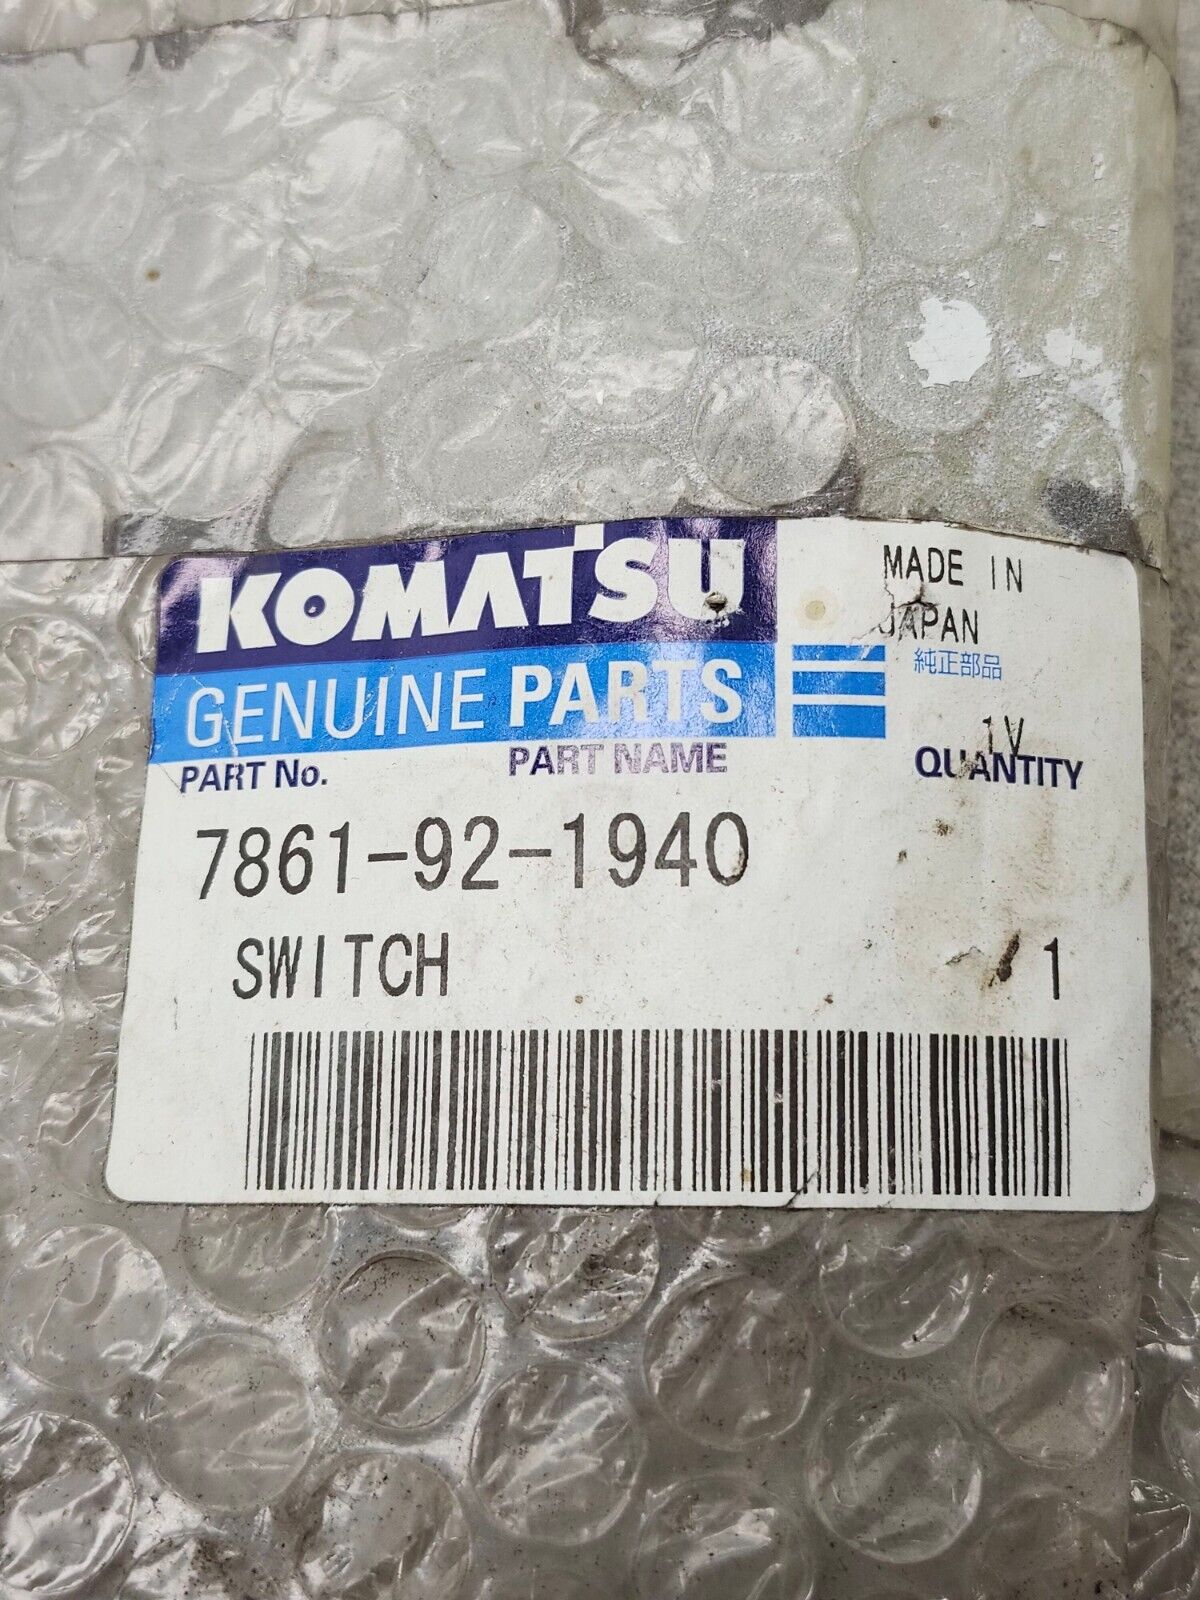 KOMATSU
GENUINE PARTS
MADE IN
JAPAN
純正部品
1V
PART No.
PART NAME
QUANTITY
7861-92-1940
SWITCH
1